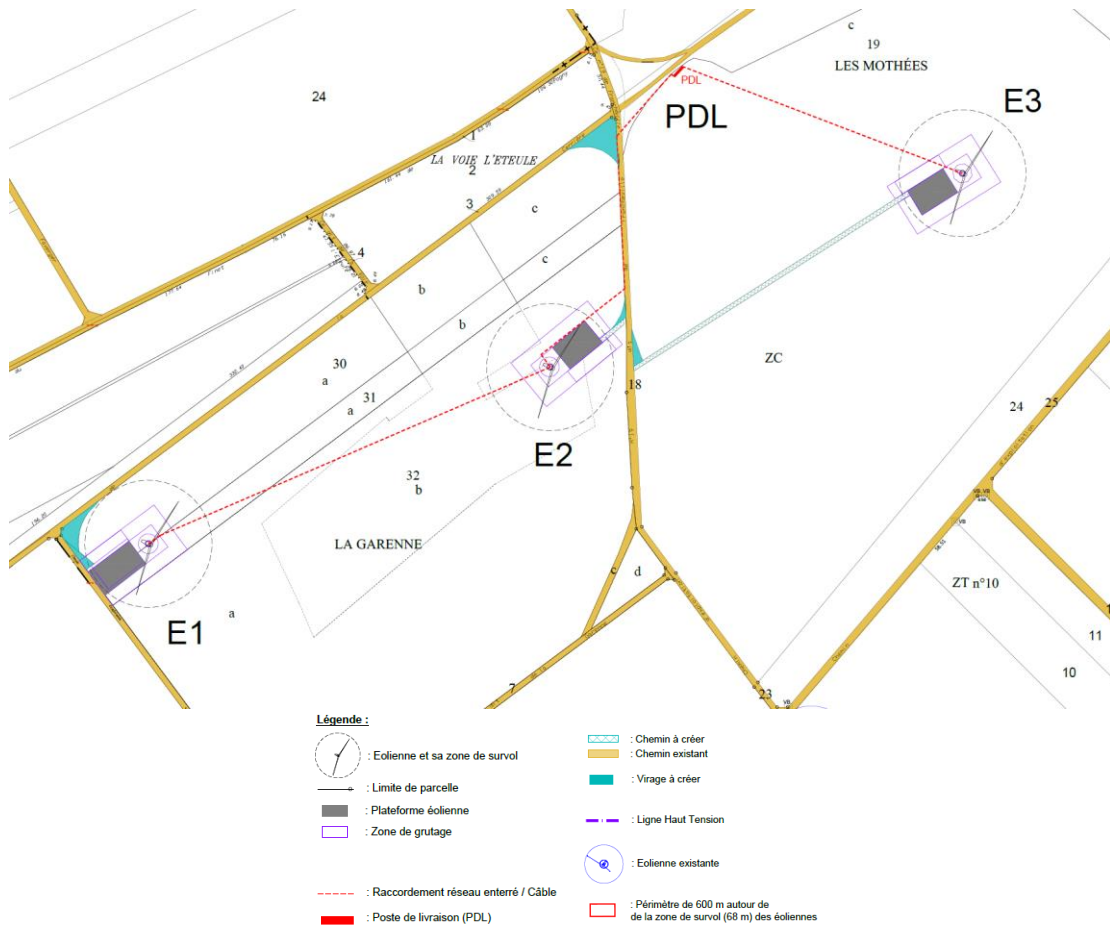 c
19
LES MOTHÉES
24
E3
PDL
PDL
1
LA VOIE L'ETEULE
2
3
c
4
c
b
b
30
a
31
a
ZC
18
24
25
E2
32
b
LA GARENNE
c
d
ZT n°10
a
E1
11
10
7
23
Légende :
: Eolienne et sa zone de survol
: Limite de parcelle
: Plateforme éolienne
: Zone de grutage
: Raccordement réseau enterré / Câble
: Poste de livraison (PDL)
: Chemin à créer
: Chemin existant
: Virage à créer
: Ligne Haut Tension
: Eolienne existante
: Périmètre de 600 m autour de
de la zone de survol (68 m) des éoliennes